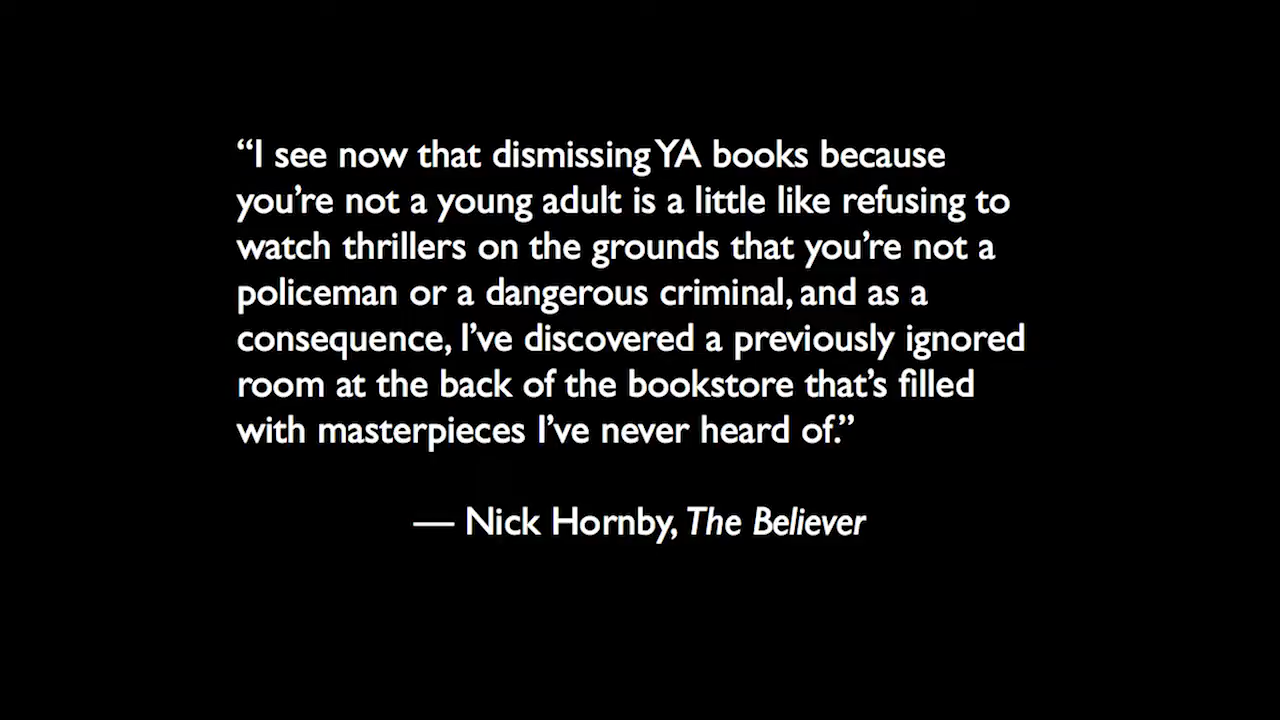 “I see now that dismissing YA books because
you’re not a young adult is a little like refusing to
watch thrillers on the grounds that you’re not a
policeman or a dangerous criminal, and as a
consequence, I’ve discovered a previously ignored
room at the back of the bookstore that’s filled
with masterpieces I’ve never heard of.”
— Nick Hornby, The Believer